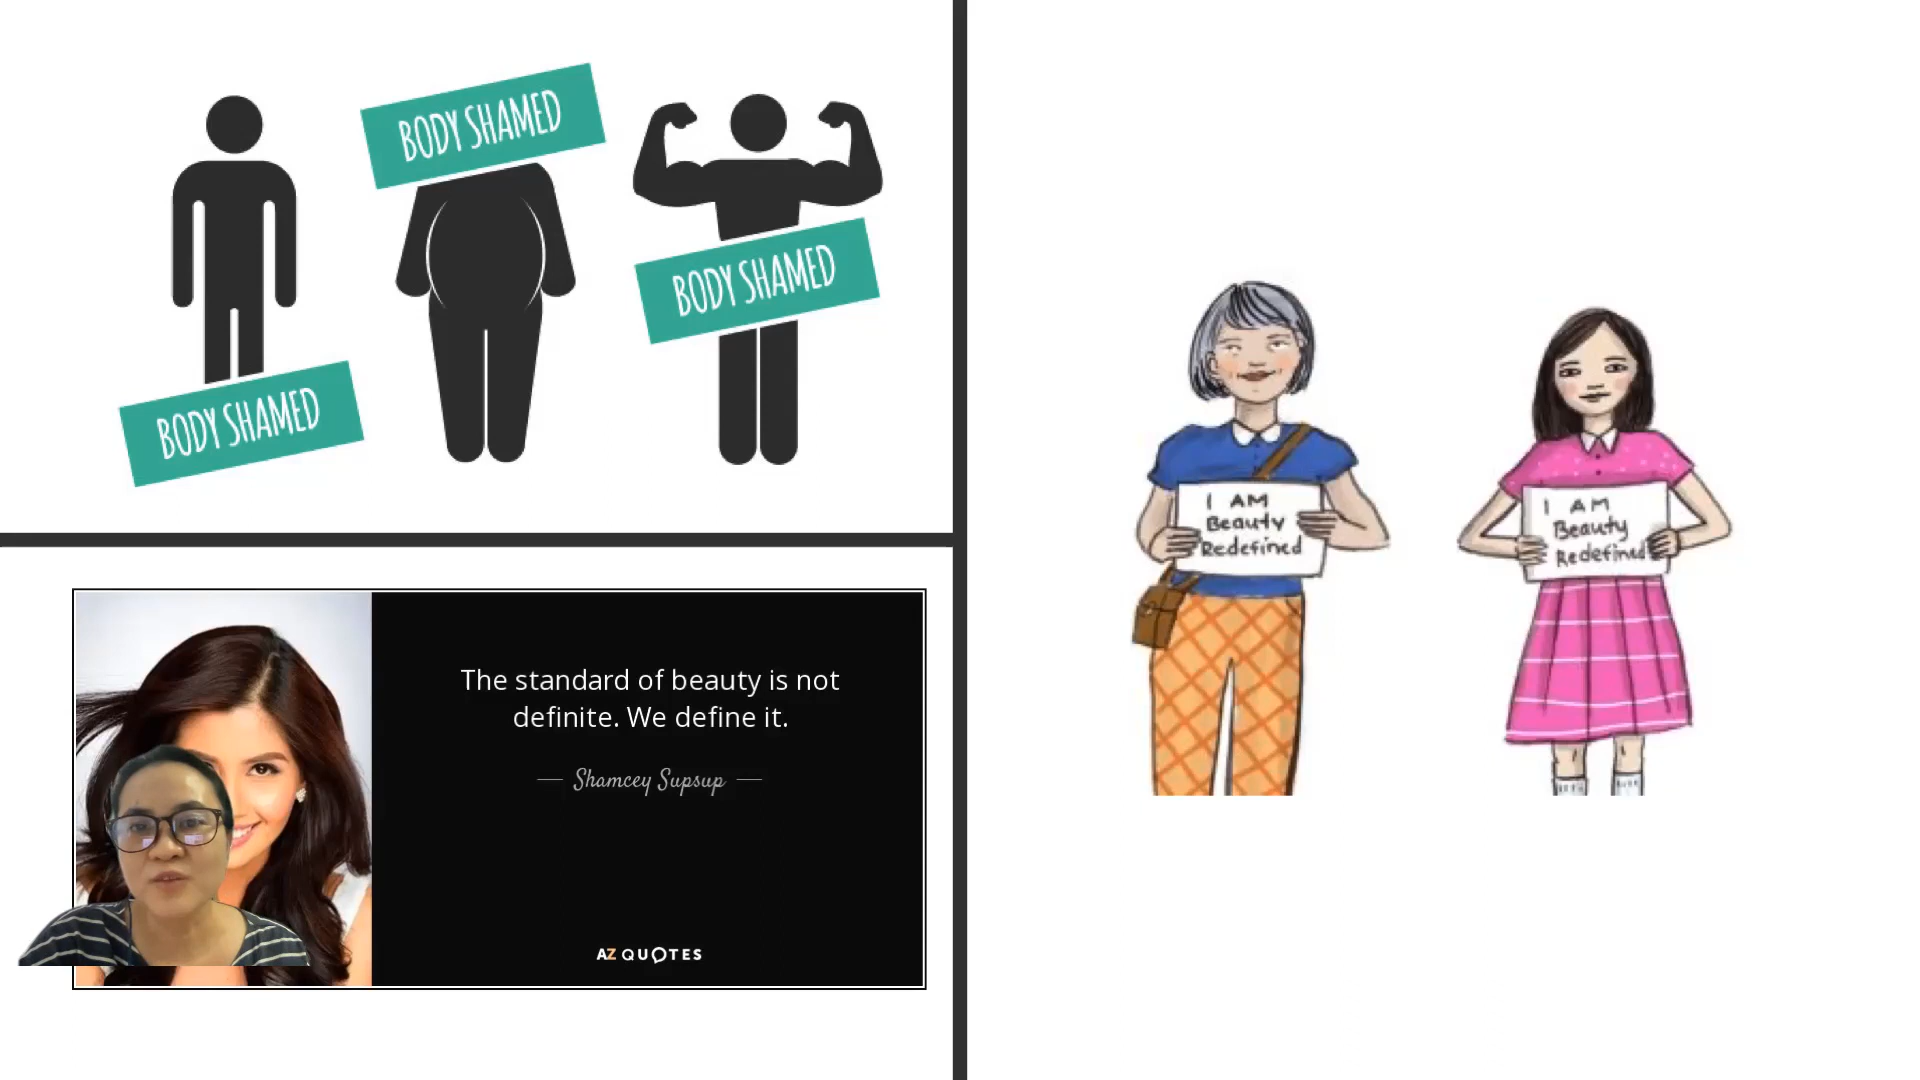 BODY SHAMED
BODY SHAMED
BODY SHAMED
The standard of beauty is not
definite. We define it.
Shamcey Supsup
AZ QUOTES
I AM
Beauty
Redefined
I AM
Beauty
Redefined